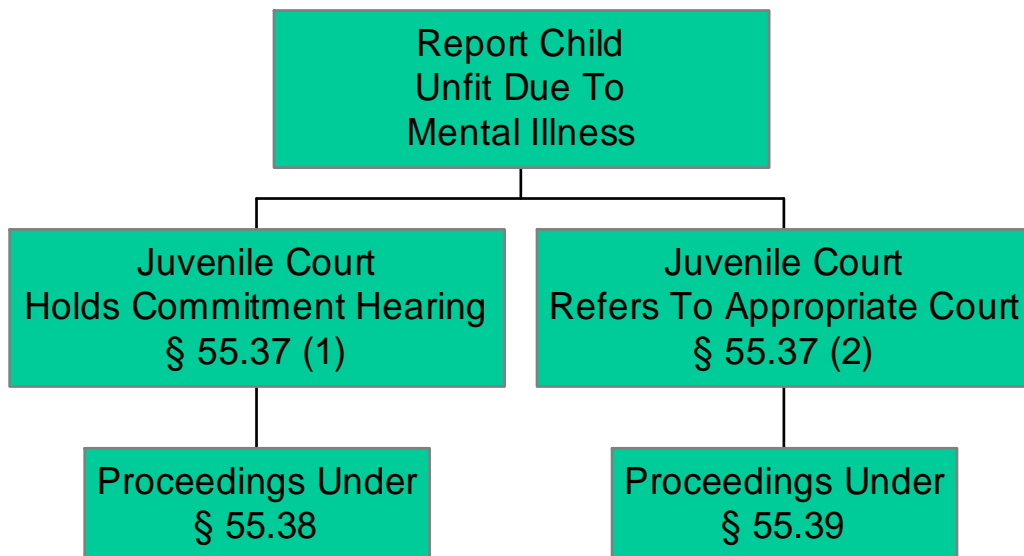 Report Child
Unfit Due To
Mental Illness
Juvenile Court
Holds Commitment Hearing
§ 55.37 (1)
Juvenile Court
Refers To Appropriate Court
§ 55.37 (2)
Proceedings Under
§ 55.38
Proceedings Under
§ 55.39